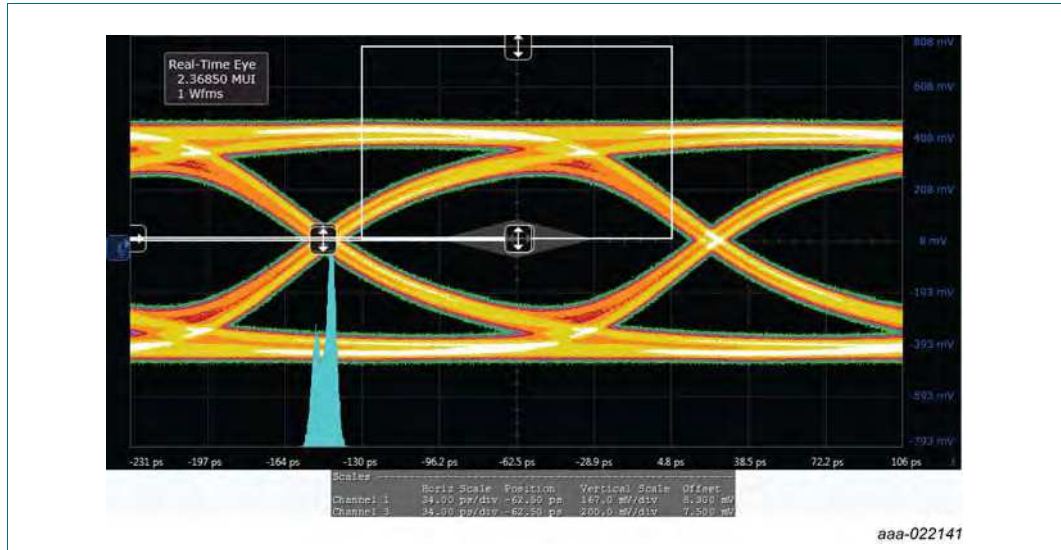 Real-Time Eye
2.36850 MUI
1 Wfms
808 mV
608 mV
408 mV
208 mV
8 mV
-193 mV
-393 mV
-593 mV
-793 mV
-231 ps -197 ps -164 ps -130 ps -96.2 ps -62.5 ps -28.9 ps 4.8 ps 38.5 ps 72.2 ps 106 ps
Scales
Horiz Scale Position Vertical Scale Offset
Channel 1 34.00 ps/div -62.50 ps 167.0 mV/div 8.300 mV
Channel 3 34.00 ps/div -62.50 ps 200.0 mV/div 7.500 mV
aaa-022141